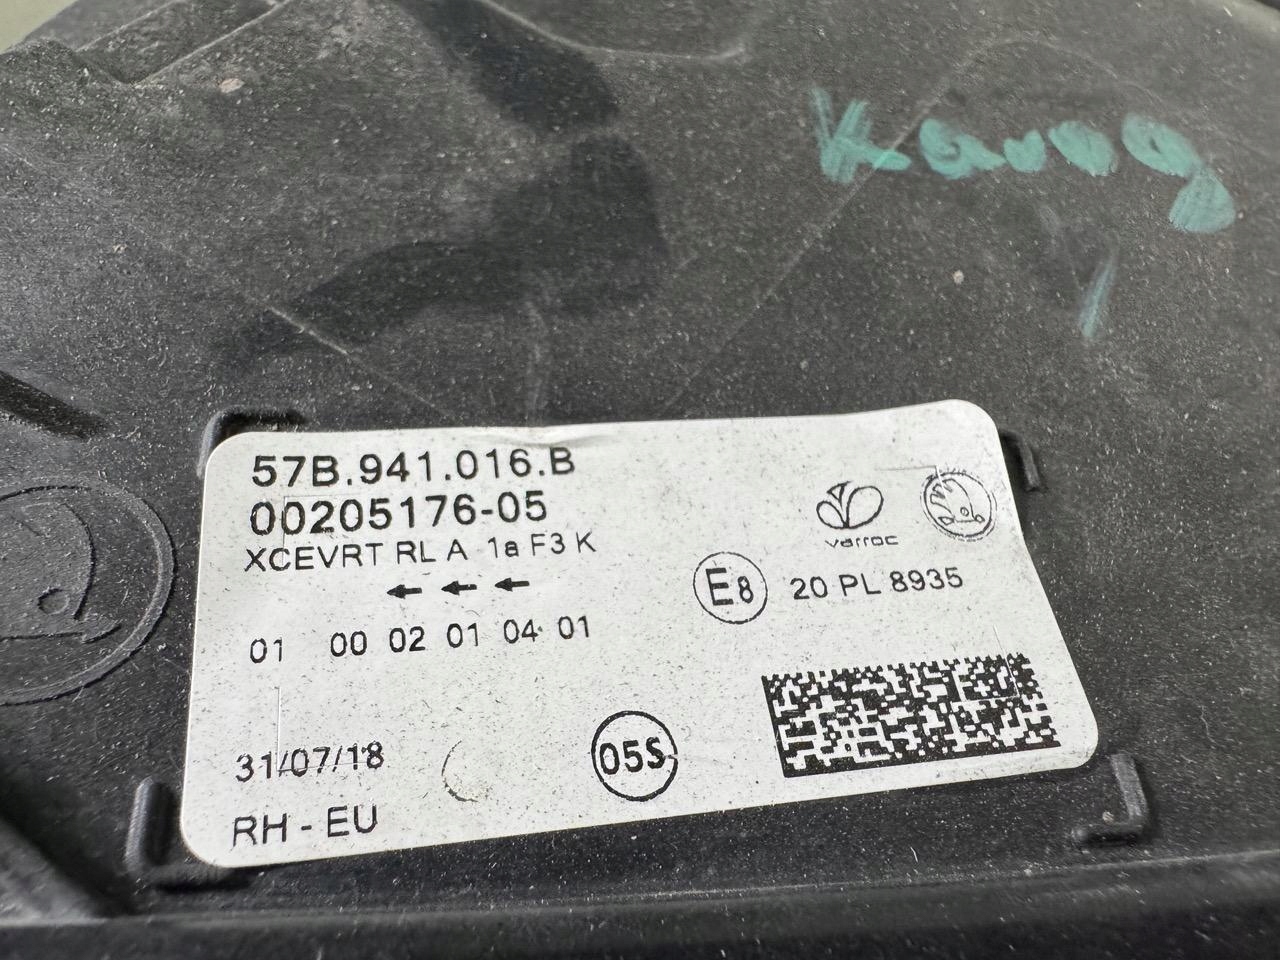 Karog
57B.941.016.B
00205176-05
XCEVRT RL A 1a F3 K
← ← ←
01 00 02 01 04 01
varroc
E8 20 PL 8935
31/07/18
05S
RH - EU